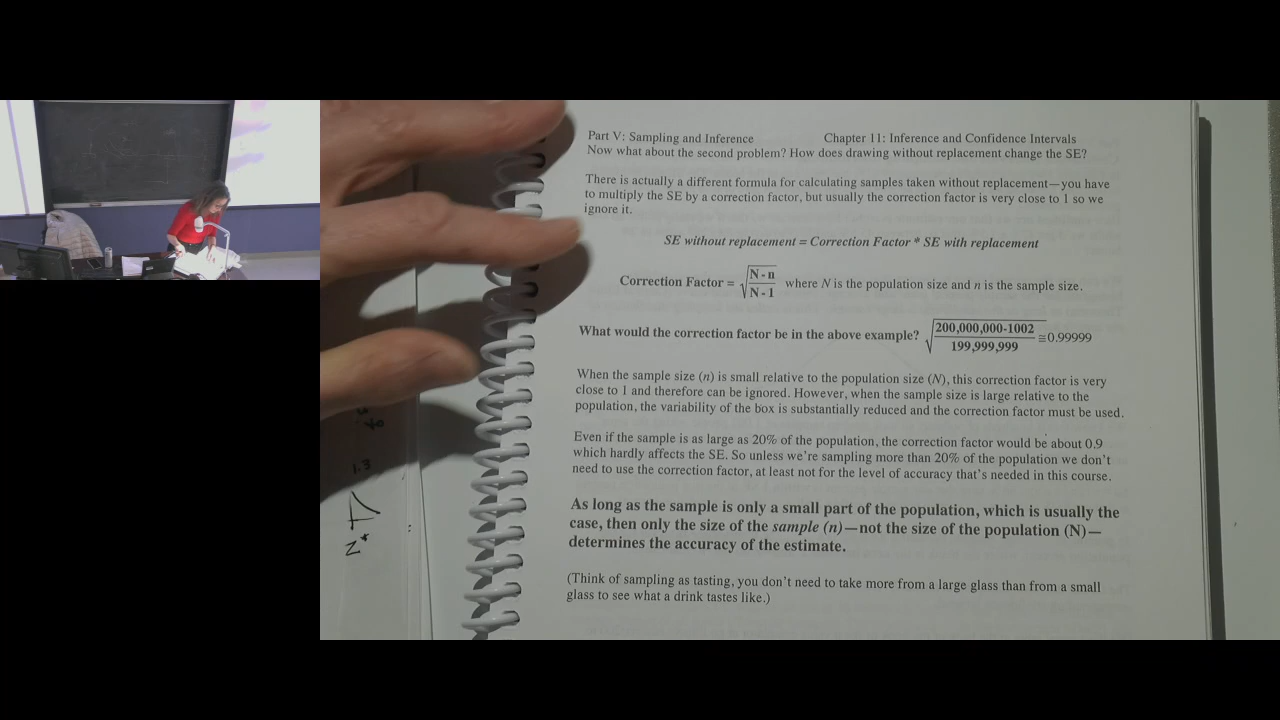 Part V: Sampling and Inference Chapter 11: Inference and Confidence Intervals
Now what about the second problem? How does drawing without replacement change the SE?
There is actually a different formula for calculating samples taken without replacement—you have
to multiply the SE by a correction factor, but usually the correction factor is very close to 1 so we
ignore it.
SE without replacement = Correction Factor * SE with replacement
Correction Factor = √ N - n / N - 1 where N is the population size and n is the sample size.
What would the correction factor be in the above example? √ 200,000,000-1002 / 199,999,999 ≅0.99999
When the sample size (n) is small relative to the population size (N), this correction factor is very
close to 1 and therefore can be ignored. However, when the sample size is large relative to the
population, the variability of the box is substantially reduced and the correction factor must be used.
Even if the sample is as large as 20% of the population, the correction factor would be about 0.9
which hardly affects the SE. So unless we're sampling more than 20% of the population we don't
need to use the correction factor, at least not for the level of accuracy that's needed in this course.
As long as the sample is only a small part of the population, which is usually the
case, then only the size of the sample (n)—not the size of the population (N)—
determines the accuracy of the estimate.
(Think of sampling as tasting, you don't need to take more from a large glass than from a small
glass to see what a drink tastes like.)
1.3